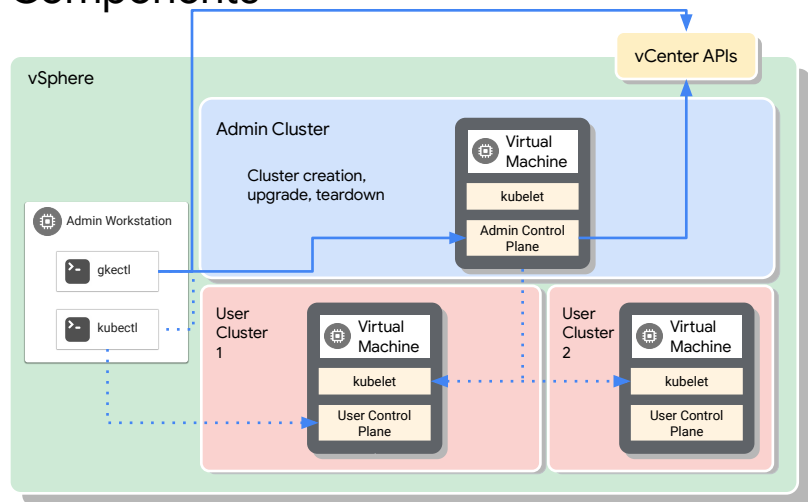 Components
vCenter APIs
vSphere
Admin Cluster
Cluster creation,
upgrade, teardown
Virtual
Machine
kubelet
Admin Control
Plane
Admin Workstation
gkectl
kubectl
User
Cluster
1
Virtual
Machine
kubelet
User Control
Plane
User
Cluster
2
Virtual
Machine
kubelet
User Control
Plane